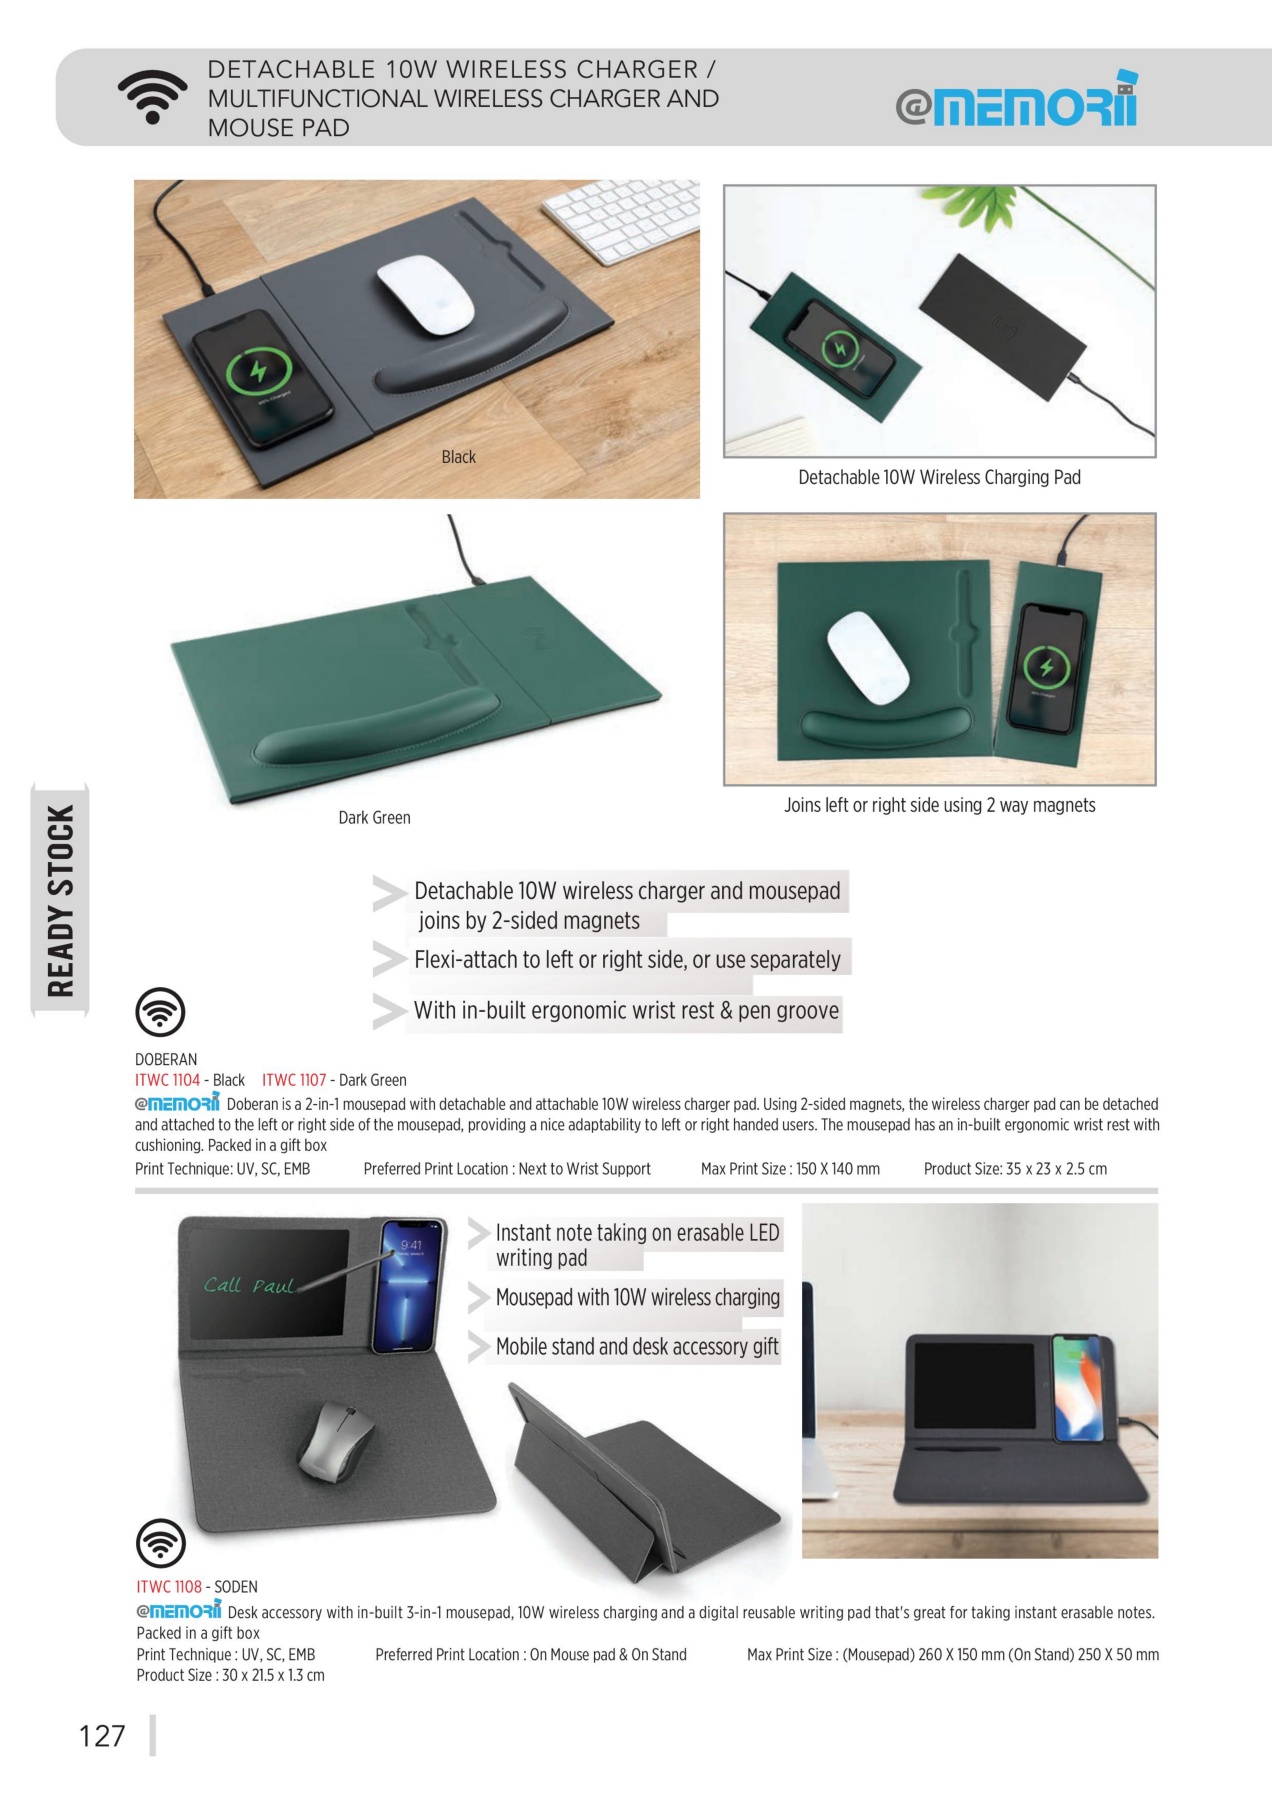 DETACHABLE 10W WIRELESS CHARGER /
MULTIFUNCTIONAL WIRELESS CHARGER AND
MOUSE PAD
@memorii
Black
Detachable 10W Wireless Charging Pad
Dark Green
Joins left or right side using 2 way magnets
READY STOCK
Detachable 10W wireless charger and mousepad
joins by 2-sided magnets
Flexi-attach to left or right side, or use separately
With in-built ergonomic wrist rest & pen groove
DOBERAN
ITWC 1104 - Black ITWC 1107 - Dark Green
@memorii Doberan is a 2-in-1 mousepad with detachable and attachable 10W wireless charger pad. Using 2-sided magnets, the wireless charger pad can be detached
and attached to the left or right side of the mousepad, providing a nice adaptability to left or right handed users. The mousepad has an in-built ergonomic wrist rest with
cushioning. Packed in a gift box
Print Technique: UV, SC, EMB Preferred Print Location : Next to Wrist Support Max Print Size : 150 X 140 mm Product Size: 35 x 23 x 2.5 cm
9:41
Call Paul
Instant note taking on erasable LED
writing pad
Mousepad with 10W wireless charging
Mobile stand and desk accessory gift
ITWC 1108 - SODEN
@memorii Desk accessory with in-built 3-in-1 mousepad, 10W wireless charging and a digital reusable writing pad that's great for taking instant erasable notes.
Packed in a gift box
Print Technique : UV, SC, EMB Preferred Print Location : On Mouse pad & On Stand Max Print Size : (Mousepad) 260 X 150 mm (On Stand) 250 X 50 mm
Product Size : 30 x 21.5 x 1.3 cm
127